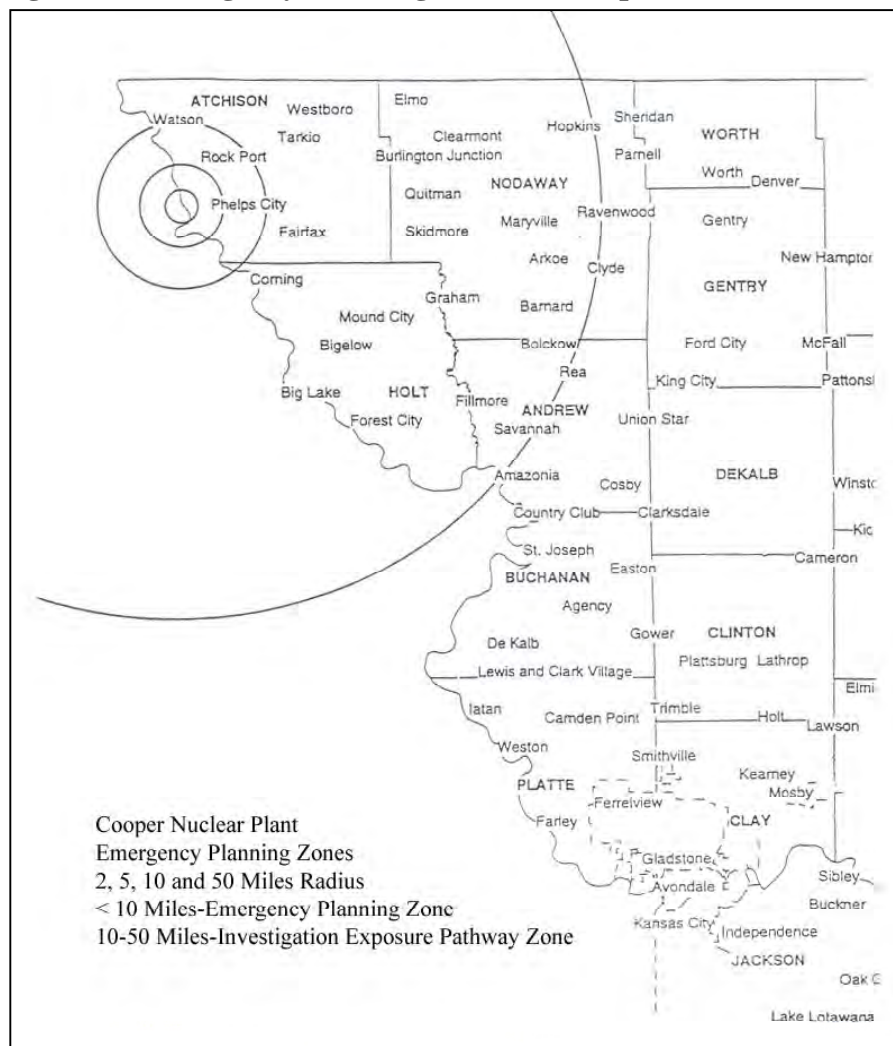 ATCHISON
Westboro
Elmo
Watson
Tarkio
Clearmont
Hopkins
Sheridan
WORTH
Rock Port
Burlington Junction
Parnell
Worth
Denver
Phelps City
Quitman
NODAWAY
Fairfax
Skidmore
Maryville
Ravenwood
Gentry
Arkoe
Clyde
New Hampton
Corning
Graham
Barnard
GENTRY
Mound City
Bigelow
Bolckow
Ford City
McFall
Rea
King City
Pattons
Big Lake
HOLT
Fillmore
ANDREW
Forest City
Savannah
Union Star
Amazonia
Cosby
DEKALB
Winsto
Country Club
Clarksdale
Kid
St. Joseph
Easton
Cameron
BUCHANAN
Agency
De Kalb
Gower
CLINTON
Plattsburg
Lathrop
Lewis and Clark Village
Elmi
Iatan
Camden Point
Trimble
Holt
Lawson
Weston
Smithville
Kearney
Mosby
PLATTE
Ferrelview
Farley
CLAY
Gladstone
Avondale
Sibley
Buckner
Kansas City
Independence
JACKSON
Oak G
Lake Lotawana
Cooper Nuclear Plant
Emergency Planning Zones
2, 5, 10 and 50 Miles Radius
< 10 Miles-Emergency Planning Zone
10-50 Miles-Investigation Exposure Pathway Zone